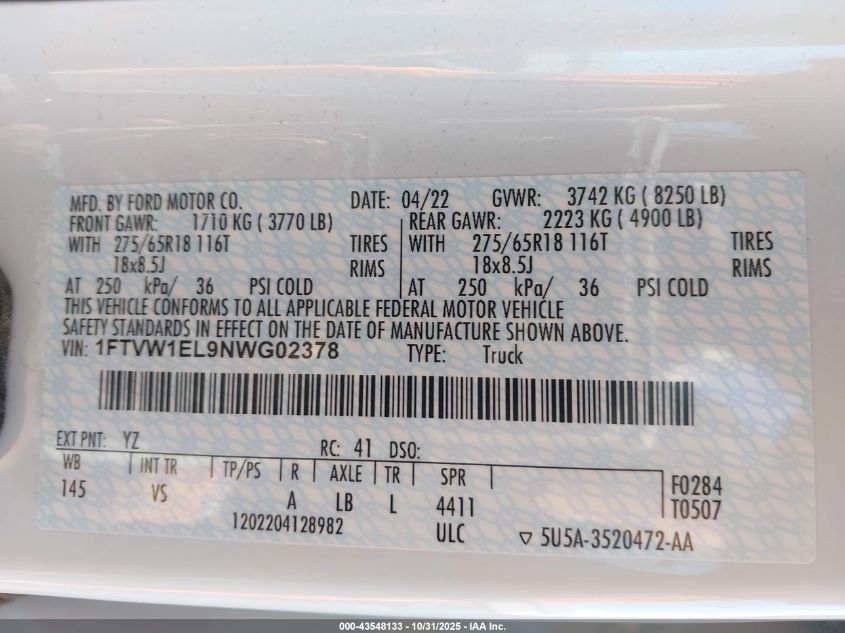 MFD. BY FORD MOTOR CO. DATE: 04/22 GVWR: 3742 KG ( 8250 LB)
FRONT GAWR: 1710 KG ( 3770 LB) REAR GAWR: 2223 KG ( 4900 LB)
WITH 275/65R18 116T TIRES WITH 275/65R18 116T TIRES
18x8.5J RIMS 18x8.5J RIMS
AT 250 kPa/ 36 PSI COLD AT 250 kPa/ 36 PSI COLD
THIS VEHICLE CONFORMS TO ALL APPLICABLE FEDERAL MOTOR VEHICLE
SAFETY STANDARDS IN EFFECT ON THE DATE OF MANUFACTURE SHOWN ABOVE.
VIN: 1FTVW1EL9NWG02378 TYPE: Truck
EXT PNT: YZ RC: 41 DSO:
WB INT TR TP/PS R AXLE TR SPR F0284
145 VS A LB L 4411 T0507
1202204128982 ULC ▽ 5U5A-3520472-AA
000-43548133 - 10/31/2025 - IAA Inc.